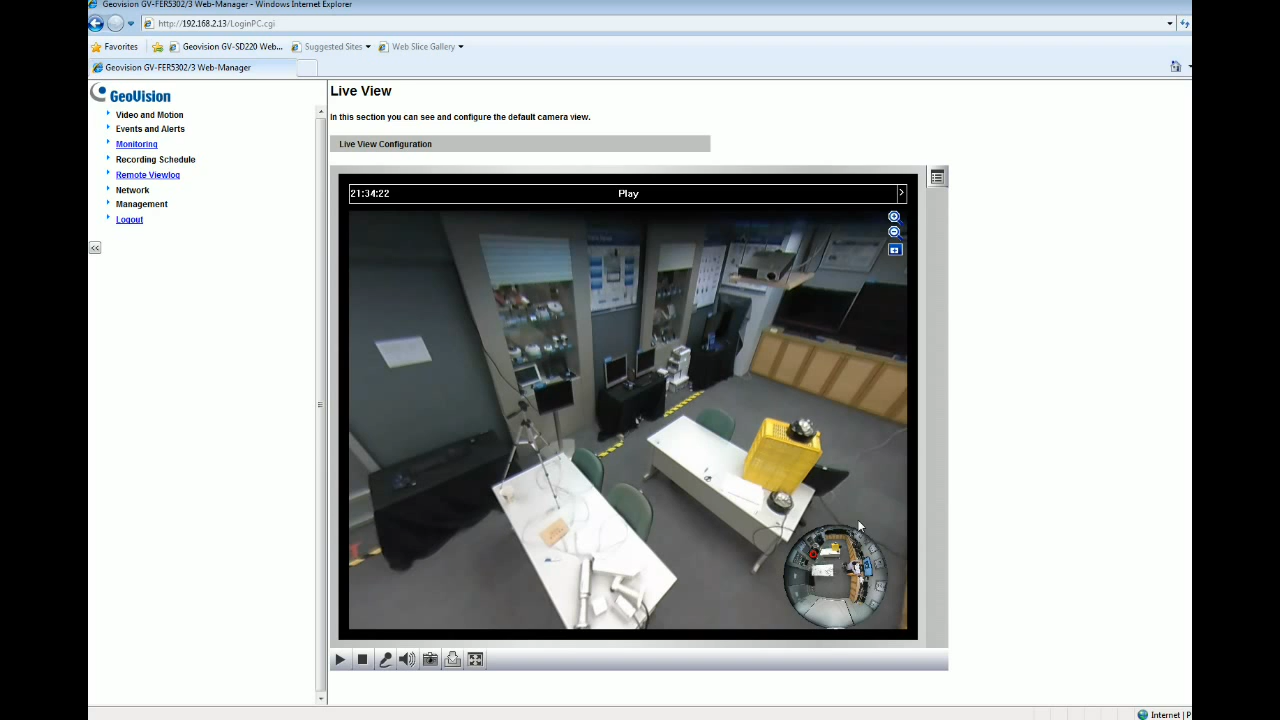 Geovision GV-FER5302/3 Web-Manager - Windows Internet Explorer
http://192.168.2.13/LoginPC.cgi
Favorites Geovision GV-SD220 Web... Suggested Sites Web Slice Gallery
Geovision GV-FER5302/3 Web-Manager
GeoVision
Video and Motion
Events and Alerts
Monitoring
Recording Schedule
Remote Viewlog
Network
Management
Logout
<<
Live View
In this section you can see and configure the default camera view.
Live View Configuration
21:34:22 Play >
Internet | P